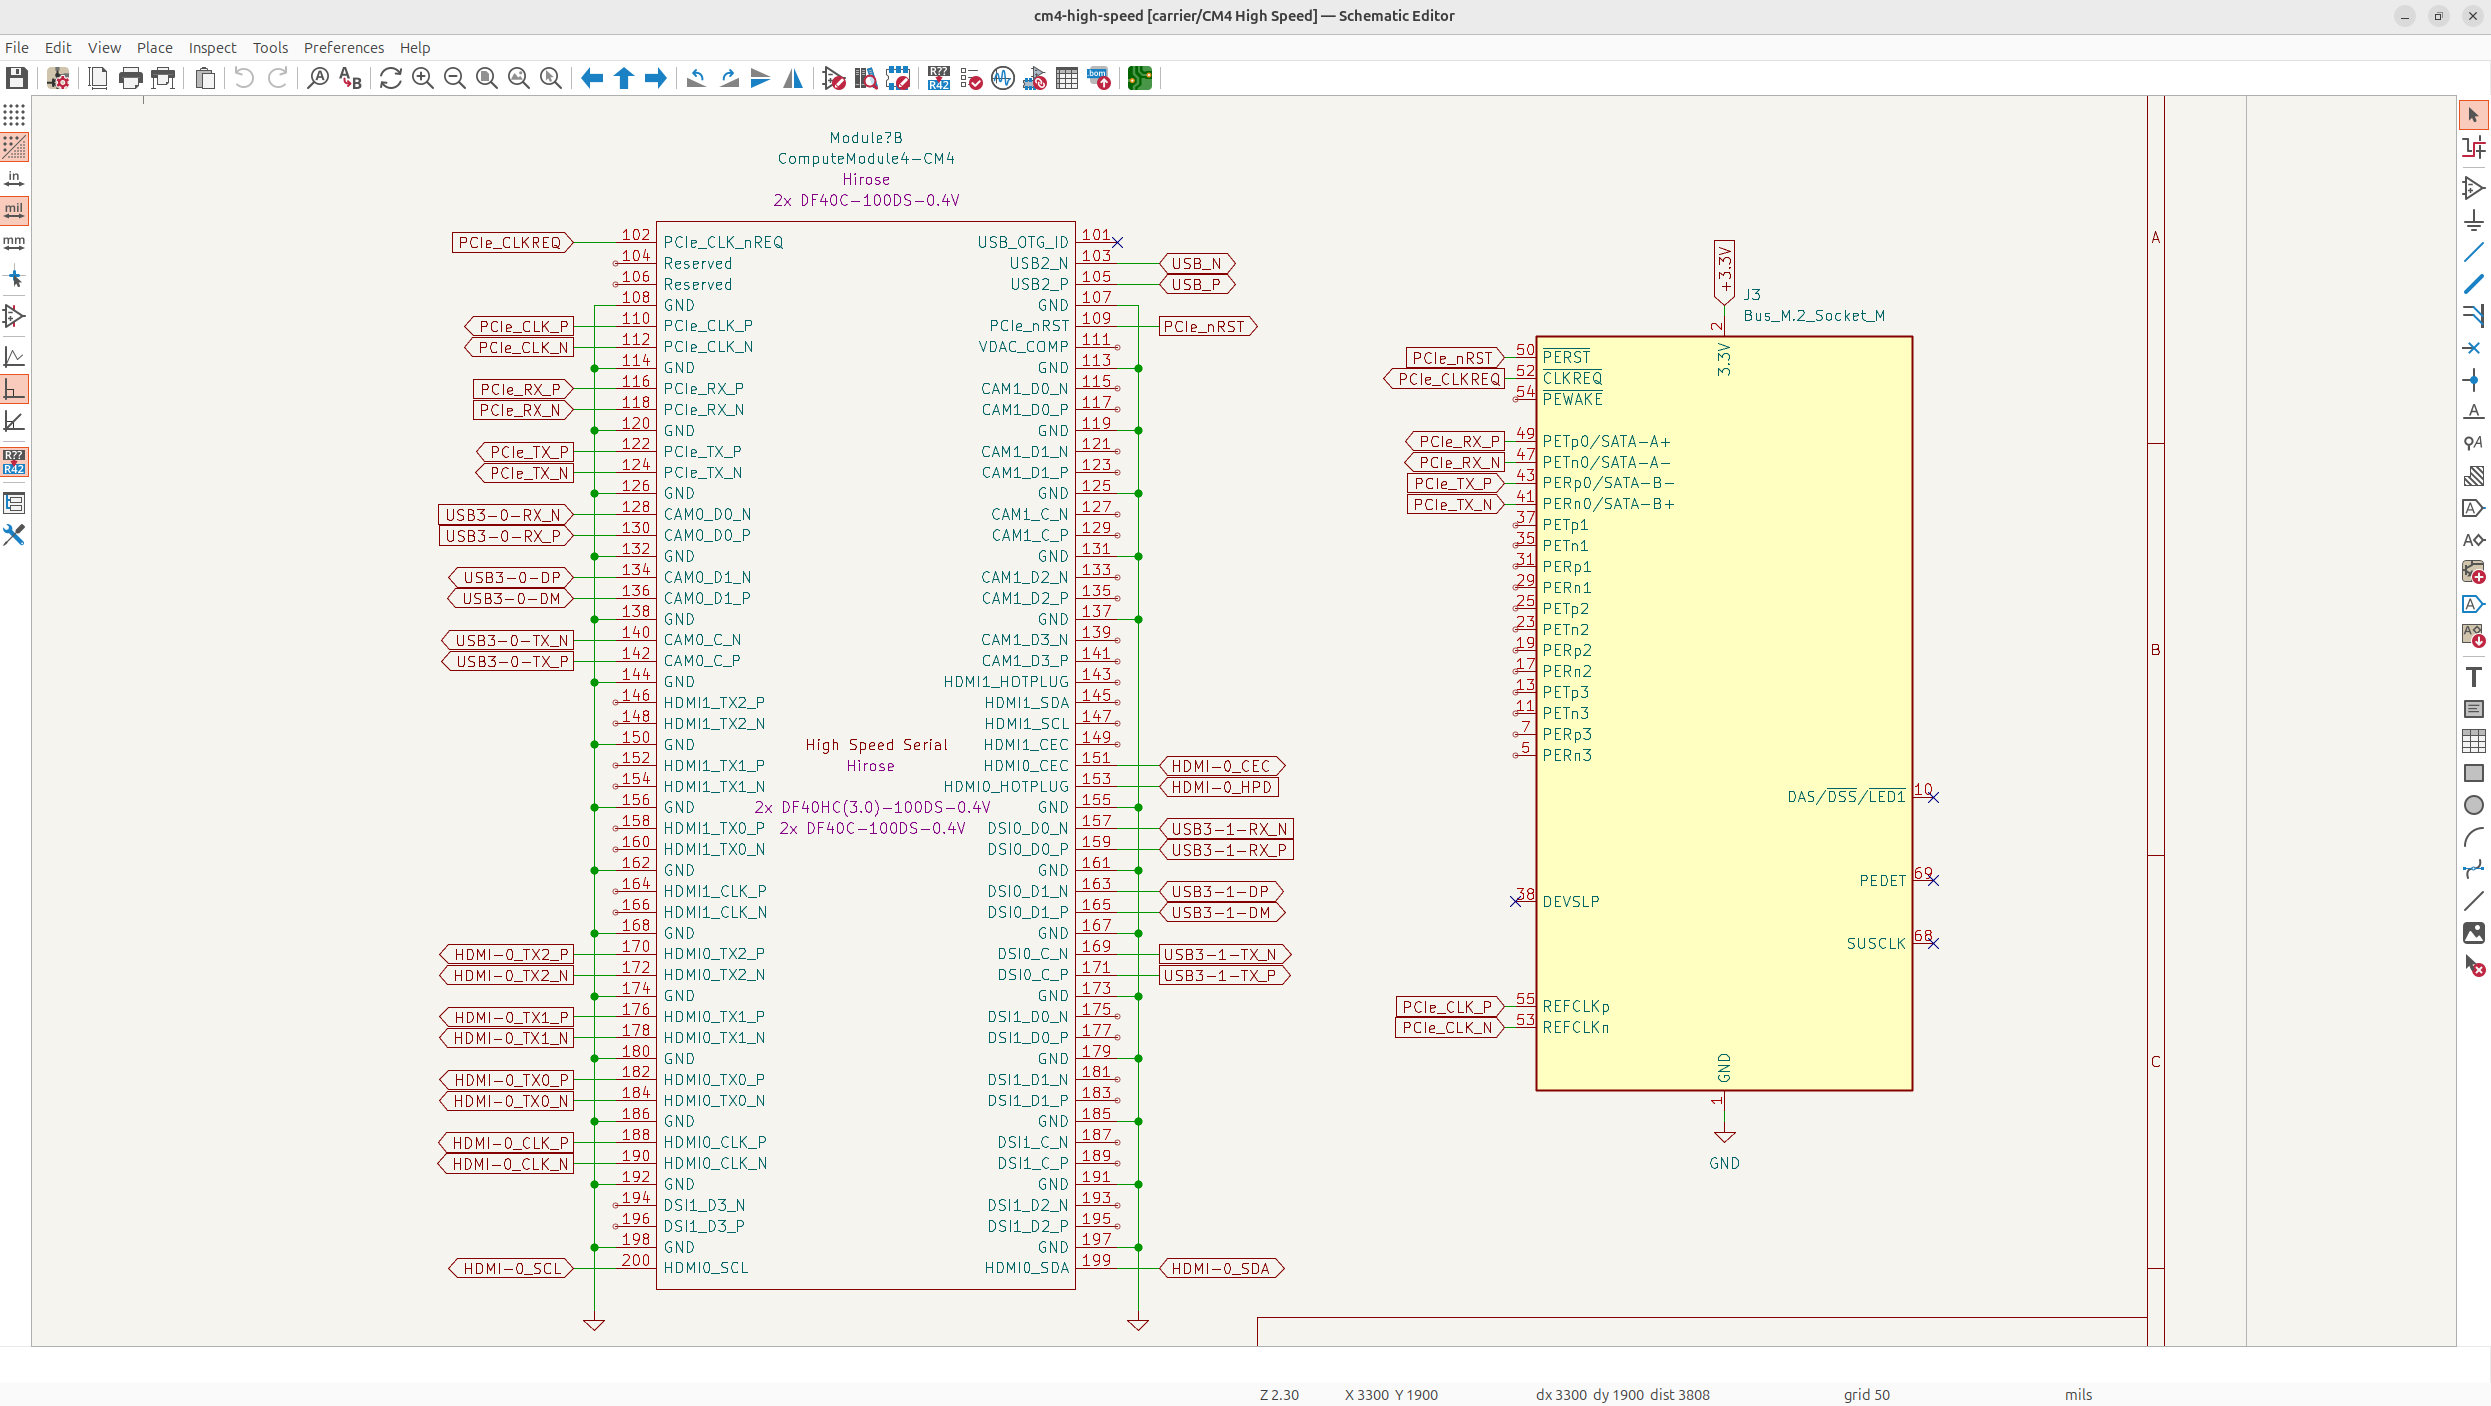 cm4-high-speed [carrier/CM4 High Speed] — Schematic Editor
File Edit View Place Inspect Tools Preferences Help
in
mil
mm
R??
R42
Module?B
ComputeModule4-CM4
Hirose
2x DF40C-100DS-0.4V
PCIe_CLKREQ 102 PCIe_CLK_nREQ USB_OTG_ID 101
104 Reserved USB2_N 103 USB_N
106 Reserved USB2_P 105 USB_P
108 GND GND 107
PCIe_CLK_P 110 PCIe_CLK_P PCIe_nRST 109 PCIe_nRST
PCIe_CLK_N 112 PCIe_CLK_N VDAC_COMP 111
114 GND GND 113
PCIe_RX_P 116 PCIe_RX_P CAM1_D0_N 115
PCIe_RX_N 118 PCIe_RX_N CAM1_D0_P 117
120 GND GND 119
PCIe_TX_P 122 PCIe_TX_P CAM1_D1_N 121
PCIe_TX_N 124 PCIe_TX_N CAM1_D1_P 123
126 GND GND 125
USB3-0-RX_N 128 CAM0_D0_N CAM1_C_N 127
USB3-0-RX_P 130 CAM0_D0_P CAM1_C_P 129
132 GND GND 131
USB3-0-DP 134 CAM0_D1_N CAM1_D2_N 133
USB3-0-DM 136 CAM0_D1_P CAM1_D2_P 135
138 GND GND 137
USB3-0-TX_N 140 CAM0_C_N CAM1_D3_N 139
USB3-0-TX_P 142 CAM0_C_P CAM1_D3_P 141
144 GND HDMI1_HOTPLUG 143
146 HDMI1_TX2_P HDMI1_SDA 145
148 HDMI1_TX2_N HDMI1_SCL 147
150 GND High Speed Serial HDMI1_CEC 149
152 HDMI1_TX1_P Hirose HDMI0_CEC 151 HDMI-0_CEC
154 HDMI1_TX1_N HDMI0_HOTPLUG 153 HDMI-0_HPD
156 GND 2x DF40HC(3.0)-100DS-0.4V GND 155
158 HDMI1_TX0_P 2x DF40C-100DS-0.4V DSI0_D0_N 157 USB3-1-RX_N
160 HDMI1_TX0_N DSI0_D0_P 159 USB3-1-RX_P
162 GND GND 161
164 HDMI1_CLK_P DSI0_D1_N 163 USB3-1-DP
166 HDMI1_CLK_N DSI0_D1_P 165 USB3-1-DM
168 GND GND 167
HDMI-0_TX2_P 170 HDMI0_TX2_P DSI0_C_N 169 USB3-1-TX_N
HDMI-0_TX2_N 172 HDMI0_TX2_N DSI0_C_P 171 USB3-1-TX_P
174 GND GND 173
HDMI-0_TX1_P 176 HDMI0_TX1_P DSI1_D0_N 175
HDMI-0_TX1_N 178 HDMI0_TX1_N DSI1_D0_P 177
180 GND GND 179
HDMI-0_TX0_P 182 HDMI0_TX0_P DSI1_D1_N 181
HDMI-0_TX0_N 184 HDMI0_TX0_N DSI1_D1_P 183
186 GND GND 185
HDMI-0_CLK_P 188 HDMI0_CLK_P DSI1_C_N 187
HDMI-0_CLK_N 190 HDMI0_CLK_N DSI1_C_P 189
192 GND GND 191
194 DSI1_D3_N DSI1_D2_N 193
196 DSI1_D3_P DSI1_D2_P 195
198 GND GND 197
HDMI-0_SCL 200 HDMI0_SCL HDMI0_SDA 199 HDMI-0_SDA
+3.3V
J3
Bus_M.2_Socket_M
2
3.3V
PCIe_nRST 50 PERST
PCIe_CLKREQ 52 CLKREQ
54 PEWAKE
PCIe_RX_P 49 PETp0/SATA-A+
PCIe_RX_N 47 PETn0/SATA-A-
PCIe_TX_P 43 PERp0/SATA-B-
PCIe_TX_N 41 PERn0/SATA-B+
37 PETp1
35 PETn1
31 PERp1
29 PERn1
25 PETp2
23 PETn2
19 PERp2
17 PERn2
13 PETp3
11 PETn3
7 PERp3
5 PERn3
DAS/DSS/LED1 10
PEDET 69
38 DEVSLP
SUSCLK 68
PCIe_CLK_P 55 REFCLKp
PCIe_CLK_N 53 REFCLKn
GND
1
GND
A
B
C
Z 2.30 X 3300 Y 1900 dx 3300 dy 1900 dist 3808 grid 50 mils